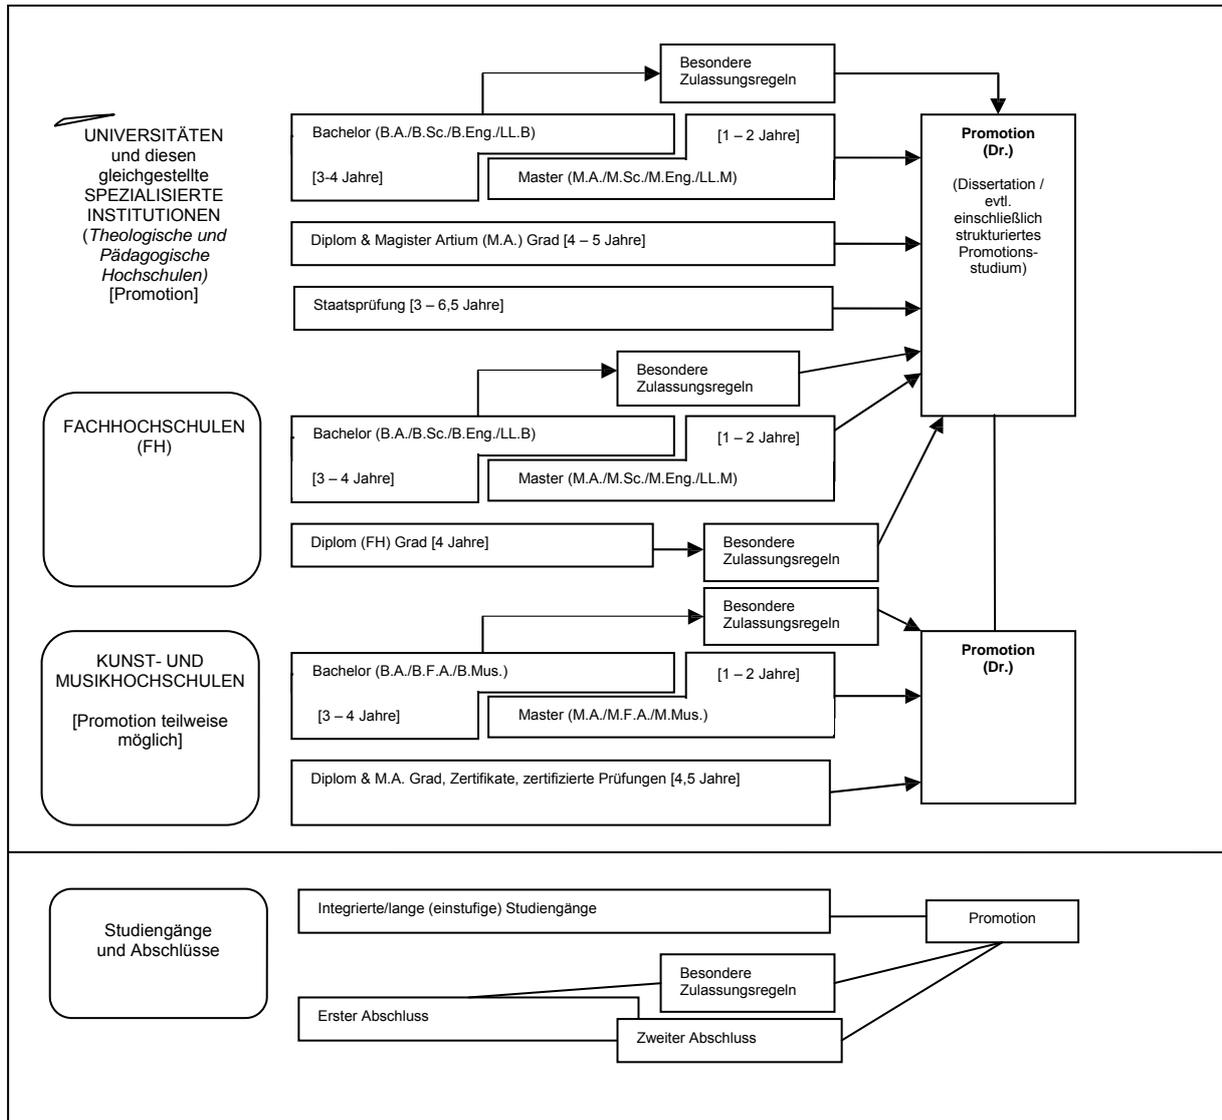 Besondere
Zulassungsregeln
UNIVERSITÄTEN
und diesen
gleichgestellte
SPEZIALISIERTE
INSTITUTIONEN
(Theologische und
Pädagogische
Hochschulen)
[Promotion]
Bachelor (B.A./B.Sc./B.Eng./LL.B)
[1 – 2 Jahre]
[3-4 Jahre]
Master (M.A./M.Sc./M.Eng./LL.M)
Diplom & Magister Artium (M.A.) Grad [4 – 5 Jahre]
Staatsprüfung [3 – 6,5 Jahre]
Promotion
(Dr.)
(Dissertation /
evtl.
einschließlich
strukturiertes
Promotions-
studium)
FACHHOCHSCHULEN
(FH)
Besondere
Zulassungsregeln
Bachelor (B.A./B.Sc./B.Eng./LL.B)
[1 – 2 Jahre]
[3 – 4 Jahre]
Master (M.A./M.Sc./M.Eng./LL.M)
Diplom (FH) Grad [4 Jahre]
Besondere
Zulassungsregeln
KUNST- UND
MUSIKHOCHSCHULEN
[Promotion teilweise
möglich]
Besondere
Zulassungsregeln
Bachelor (B.A./B.F.A./B.Mus.)
[1 – 2 Jahre]
[3 – 4 Jahre]
Master (M.A./M.F.A./M.Mus.)
Diplom & M.A. Grad, Zertifikate, zertifizierte Prüfungen [4,5 Jahre]
Promotion
(Dr.)
Studiengänge
und Abschlüsse
Integrierte/lange (einstufige) Studiengänge
Promotion
Besondere
Zulassungsregeln
Erster Abschluss
Zweiter Abschluss